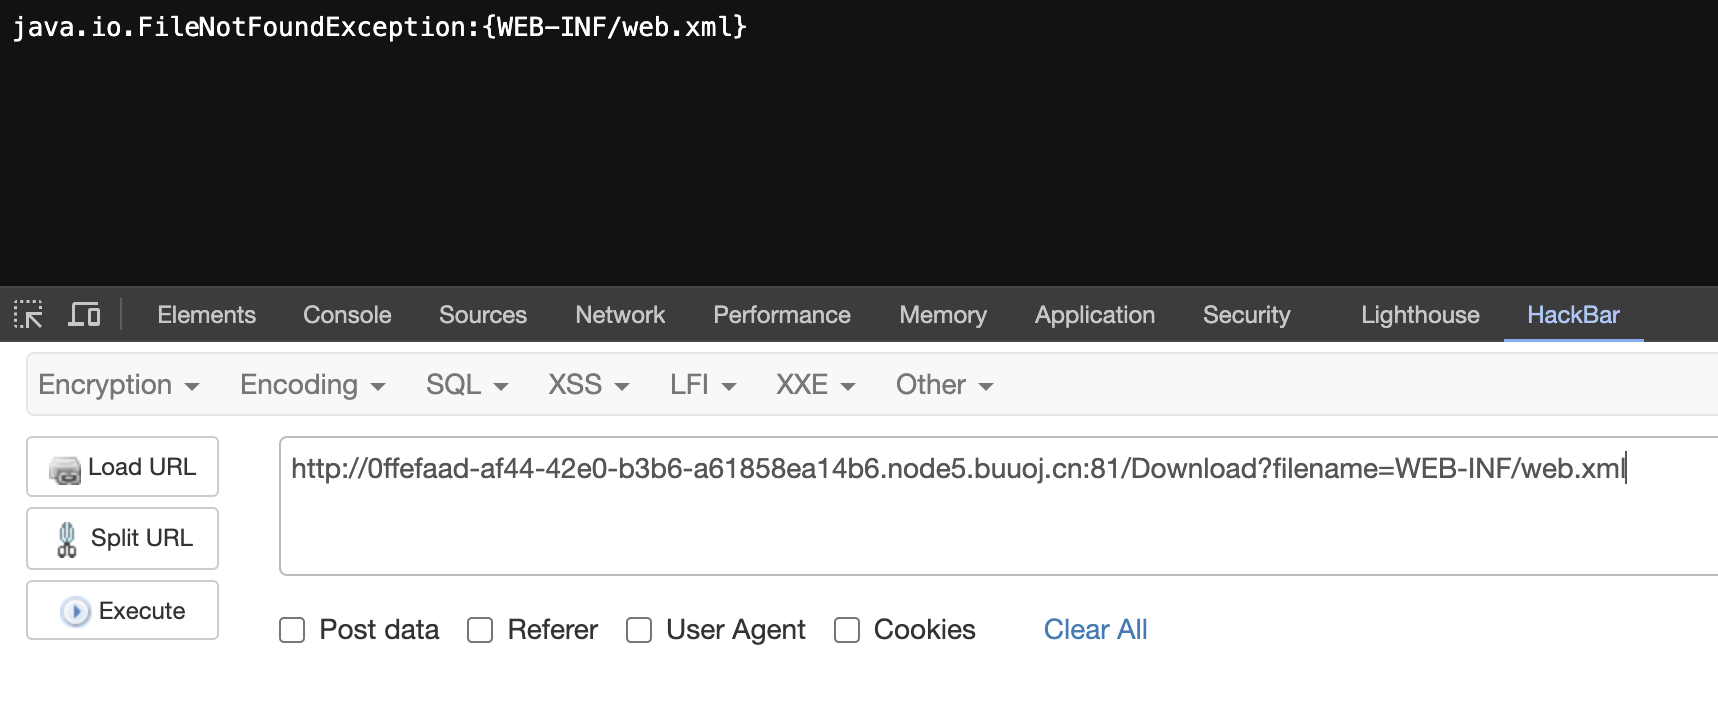 java.io.FileNotFoundException:{WEB-INF/web.xml}
Elements Console Sources Network Performance Memory Application Security Lighthouse HackBar
Encryption Encoding SQL XSS LFI XXE Other
Load URL
http://0ffefaad-af44-42e0-b3b6-a61858ea14b6.node5.buuoj.cn:81/Download?filename=WEB-INF/web.xml
Split URL
Execute
Post data Referer User Agent Cookies Clear All